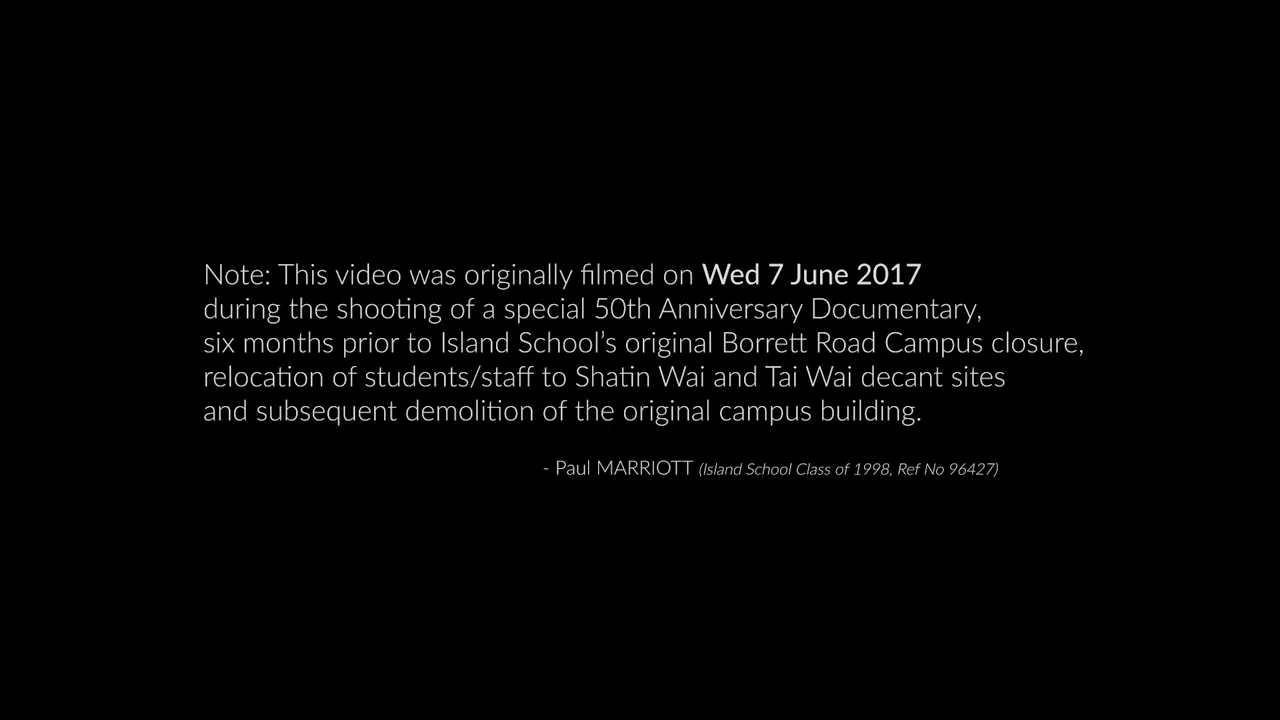 Note: This video was originally filmed on Wed 7 June 2017
during the shooting of a special 50th Anniversary Documentary,
six months prior to Island School’s original Borrett Road Campus closure,
relocation of students/staff to Shatin Wai and Tai Wai decant sites
and subsequent demolition of the original campus building.
- Paul MARRIOTT (Island School Class of 1998, Ref No 96427)